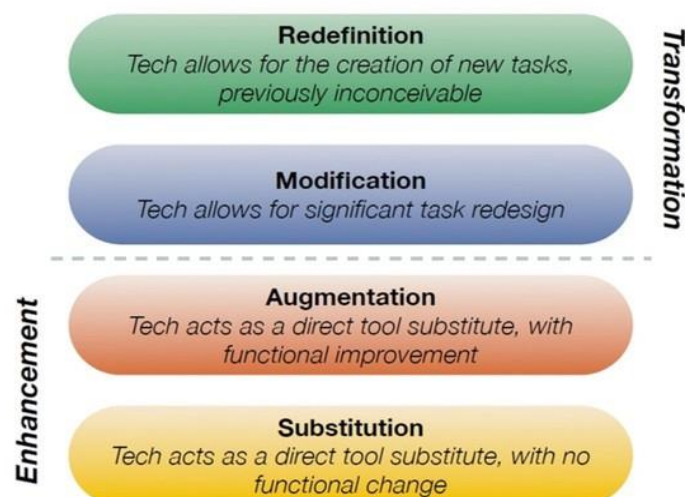 Redefinition
Tech allows for the creation of new tasks,
previously inconceivable
Transformation
Modification
Tech allows for significant task redesign
Augmentation
Tech acts as a direct tool substitute, with
functional improvement
Enhancement
Substitution
Tech acts as a direct tool substitute, with no
functional change